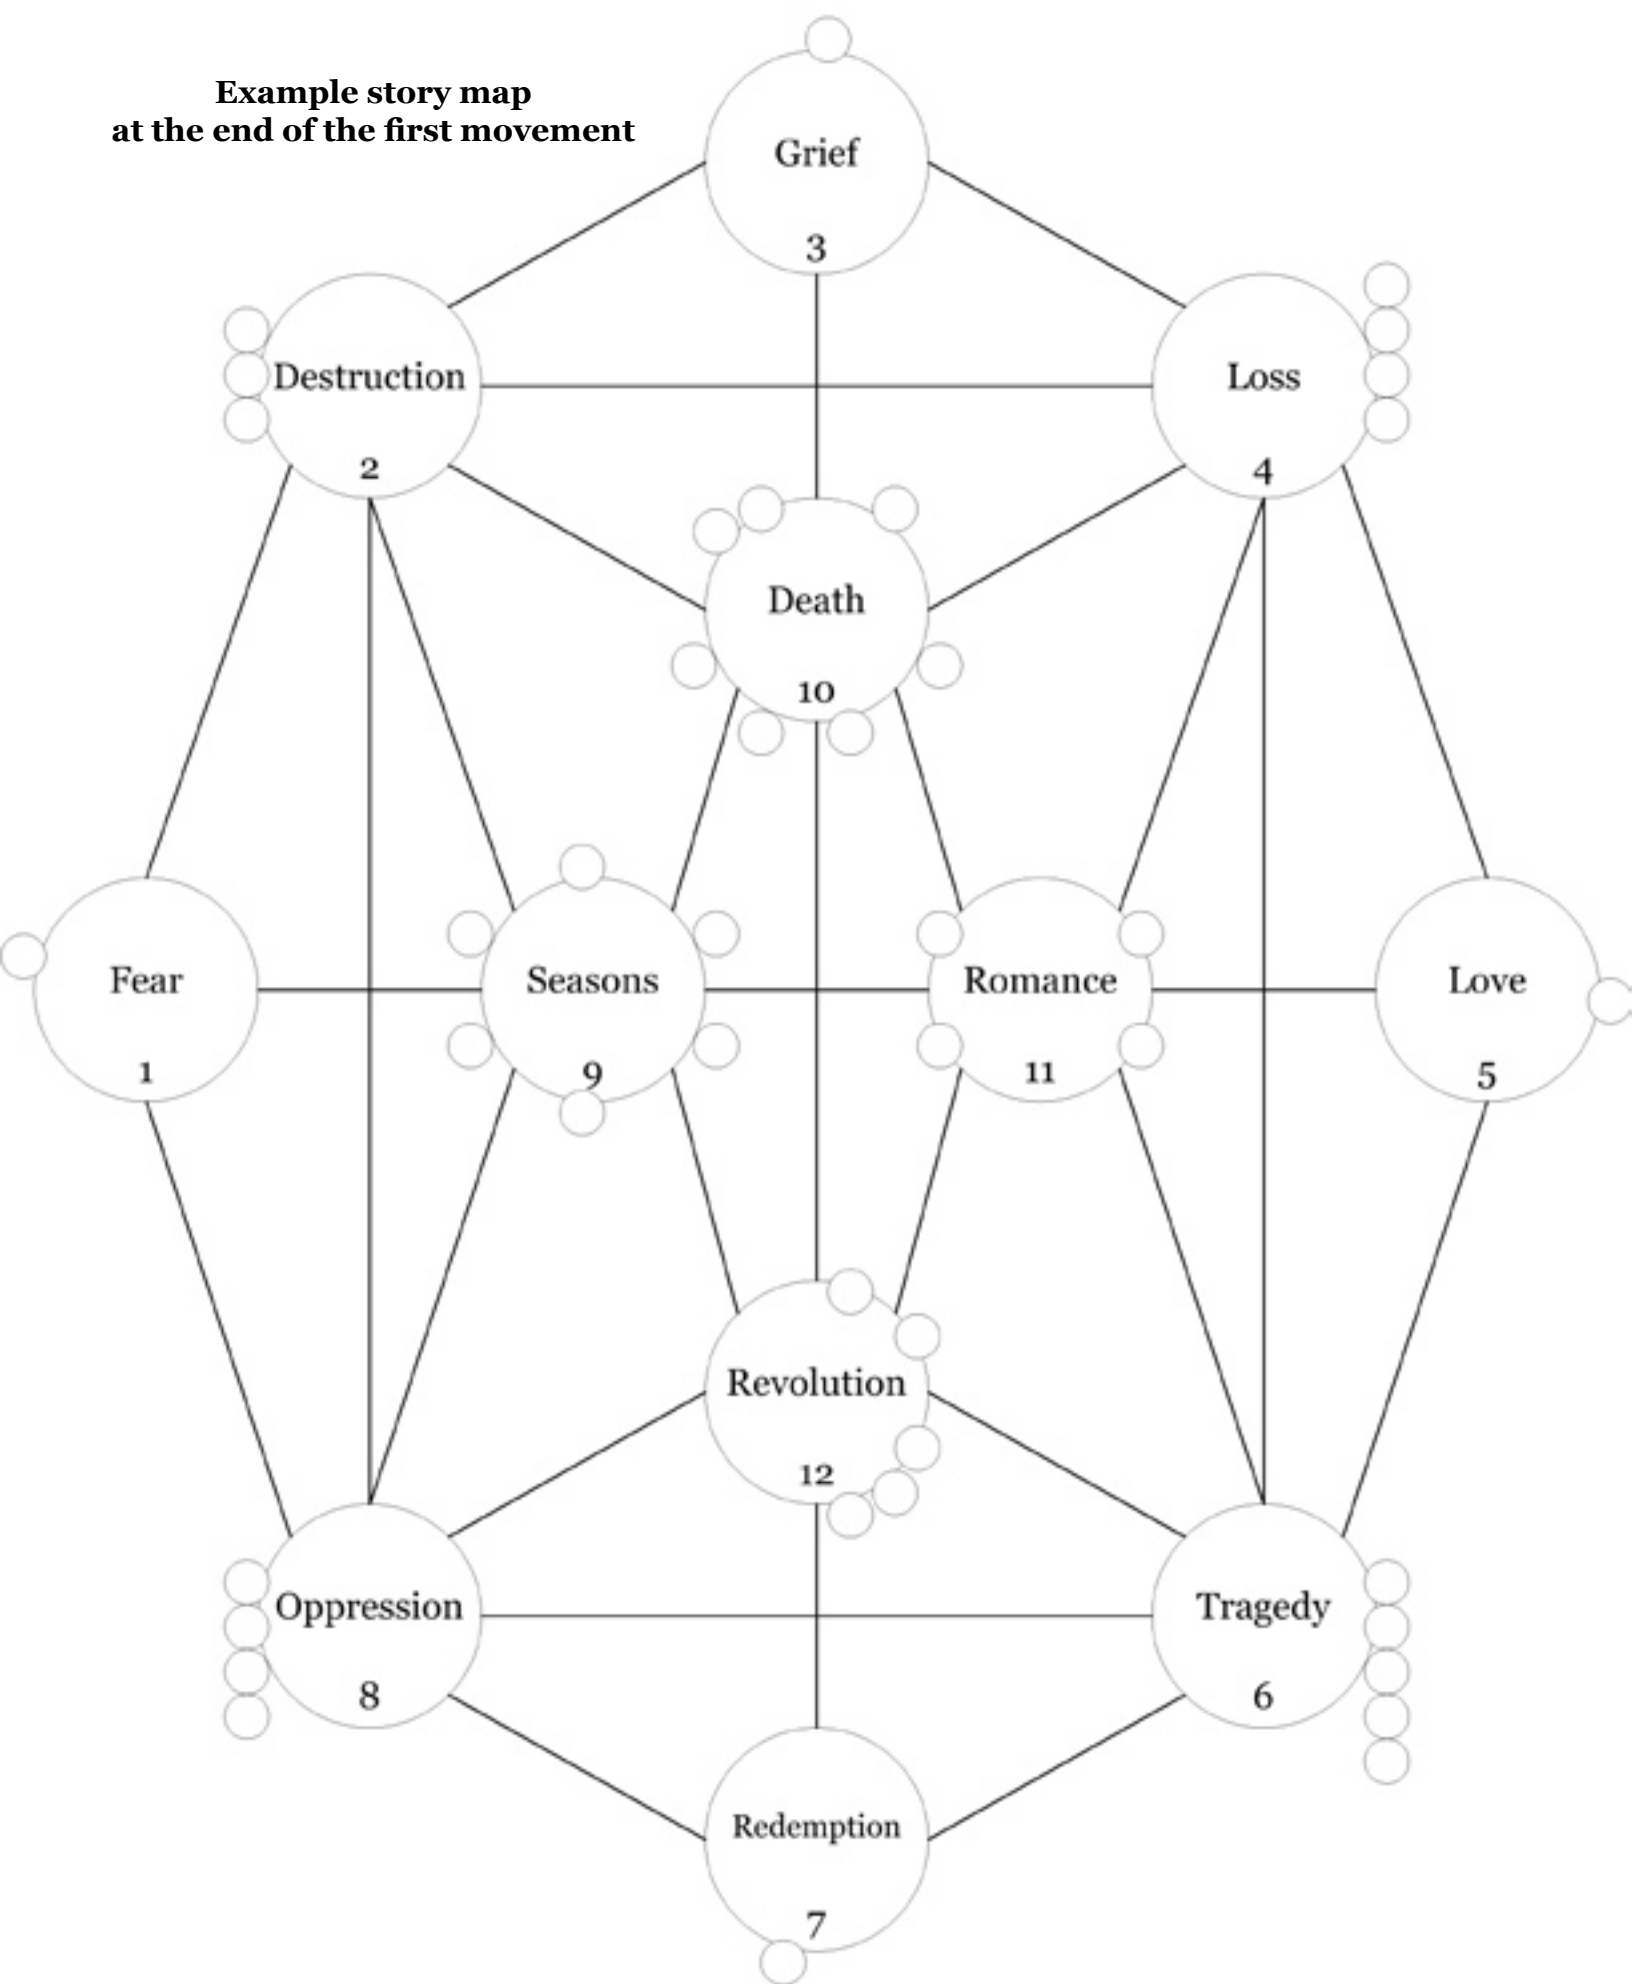 Example story map
at the end of the first movement
Grief
3
Destruction
2
Loss
4
Death
10
Fear
1
Seasons
9
Romance
11
Love
5
Revolution
12
Oppression
8
Tragedy
6
Redemption
7